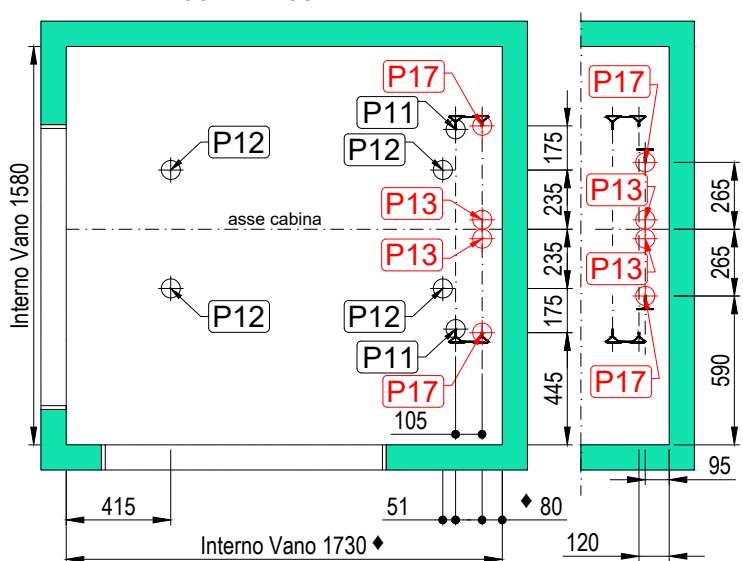 P17
P17
P11
P12
P12
175
P13
P13
235
265
asse cabina
Interno Vano 1580
P13
P13
235
265
P12
P12
175
P11
P17
P17
590
445
105
95
415
51
♦ 80
Interno Vano 1730 ♦
120